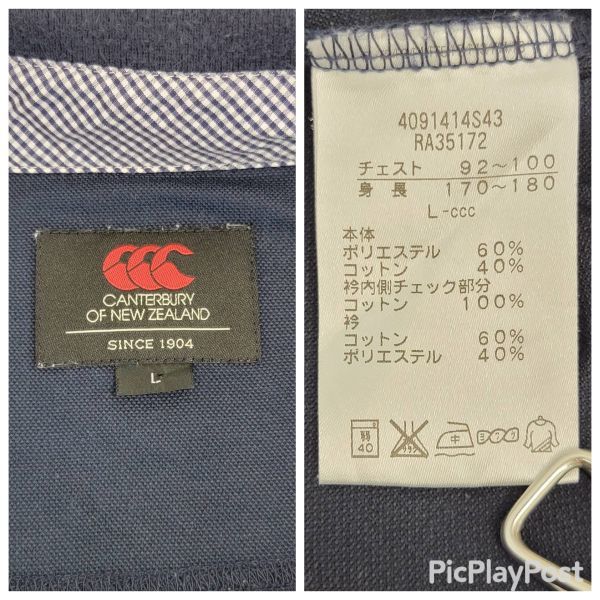 CANTERBURY
OF NEW ZEALAND
SINCE 1904
L
4091414S43
RA35172
チェスト 92～100
身長 170～180
L-ccc
本体
ポリエステル 60%
コットン 40%
衿内側チェック部分
コットン 100%
衿
コットン 60%
ポリエステル 40%
弱
40
中
PicPlayPost